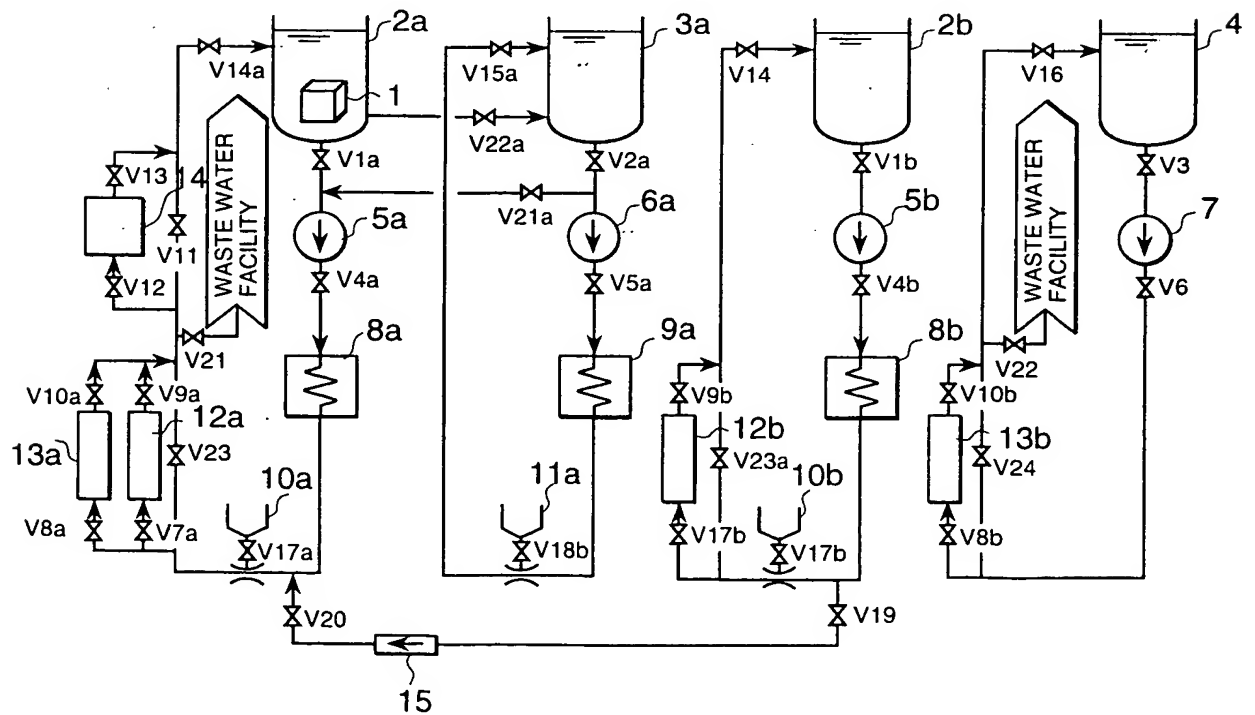 2a
3a
2b
4
V14a
V15a
V14
V16
1
V22a
V1a
V2a
V1b
V3
V13
14
WASTE WATER
FACILITY
V21a
5a
6a
5b
WASTE WATER
FACILITY
7
V11
V12
V4a
V5a
V4b
V6
V21
8a
9a
8b
V22
V10a
V9a
V9b
V10b
12a
12b
13b
13a
V23
V23a
V24
10a
11a
10b
V8a
V7a
V17a
V18b
V17b
V17b
V8b
V20
V19
15